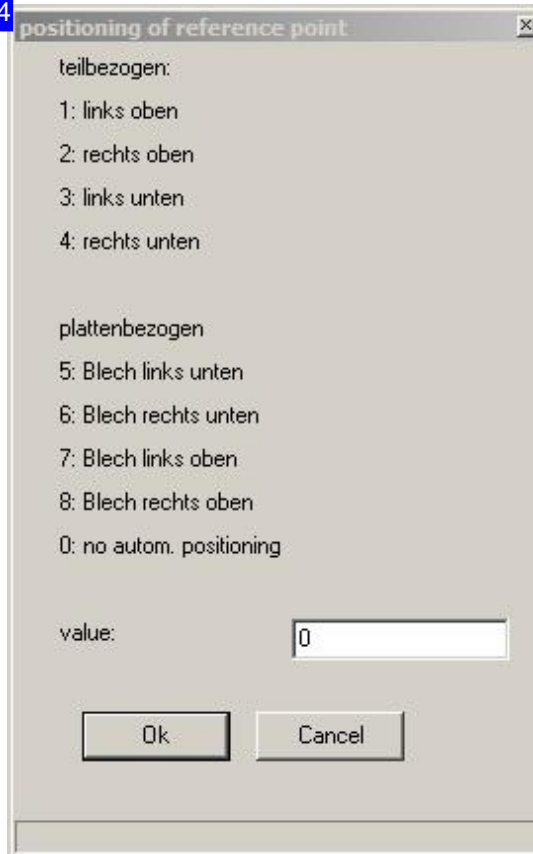 4
positioning of reference point
teilbezogen:
1: links oben
2: rechts oben
3: links unten
4: rechts unten
plattenbezogen
5: Blech links unten
6: Blech rechts unten
7: Blech links oben
8: Blech rechts oben
0: no autom. positioning
value: 0
Ok Cancel